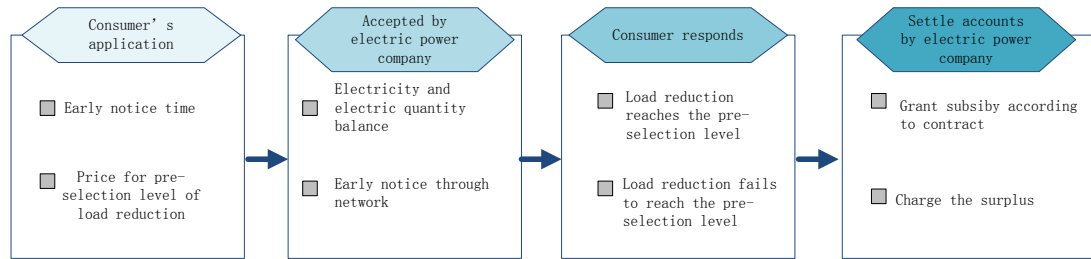 Consumer's
application
Early notice time
Price for pre-
selection level of
load reduction
Accepted by
electric power
company
Electricity and
electric quantity
balance
Early notice through
network
Consumer responds
Load reduction
reaches the pre-
selection level
Load reduction fails
to reach the pre-
selection level
Settle accounts
by electric power
company
Grant subsiby according
to contract
Charge the surplus